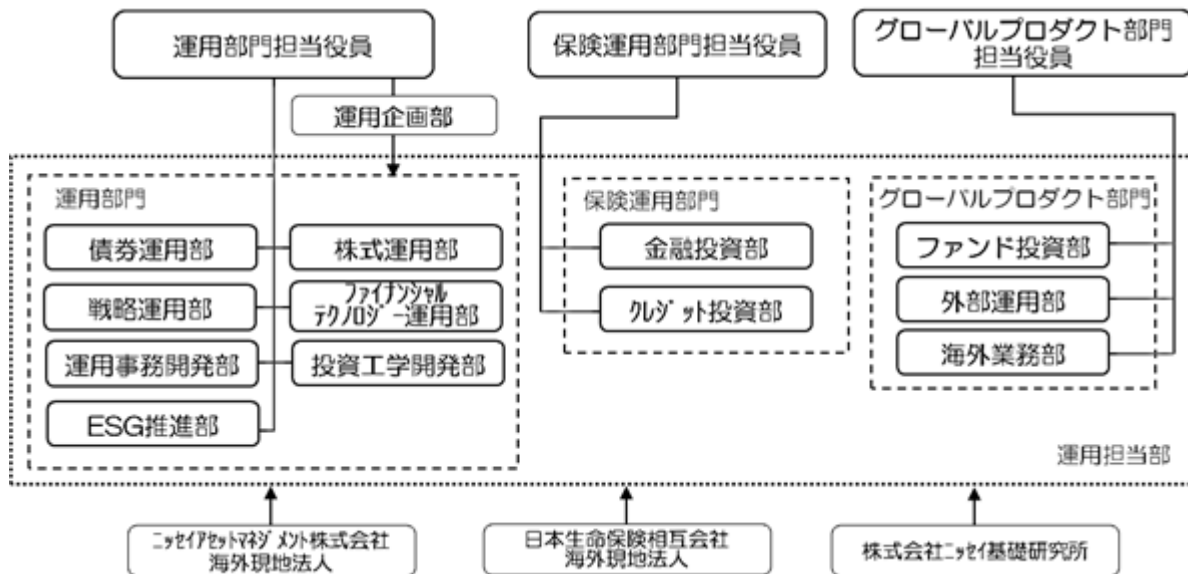 運用部門担当役員
保険運用部門担当役員
グローバルプロダクト部門
担当役員
運用企画部
運用部門
債券運用部
株式運用部
戦略運用部
ファイナンシャル
テクノロジー運用部
運用事務開発部
投資工学開発部
ESG推進部
保険運用部門
金融投資部
クレジット投資部
グローバルプロダクト部門
ファンド投資部
外部運用部
海外業務部
運用担当部
ニッセイアセットマネジメント株式会社
海外現地法人
日本生命保険相互会社
海外現地法人
株式会社ニッセイ基礎研究所